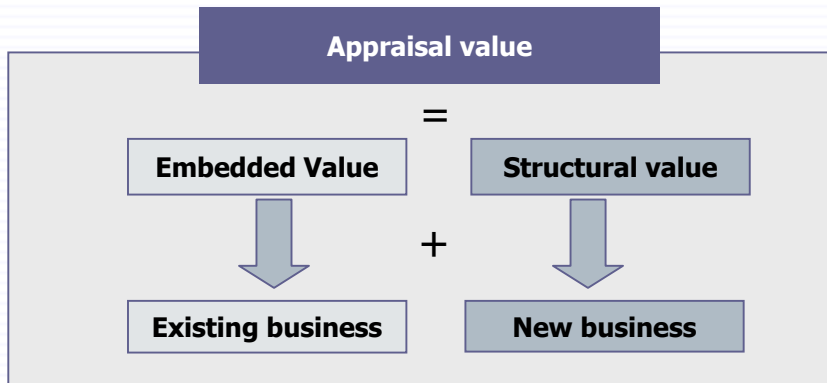 Appraisal value
=
Embedded Value
Structural value
+
Existing business
New business